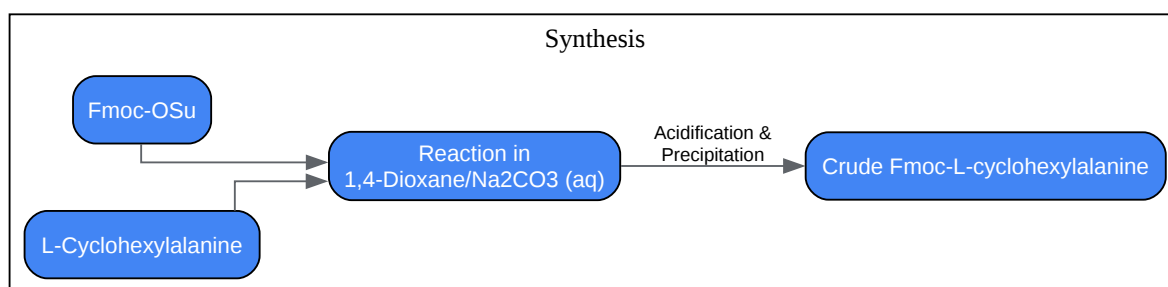 Synthesis
Fmoc-OSu
Reaction in
1,4-Dioxane/Na2CO3 (aq)
Acidification &
Precipitation
Crude Fmoc-L-cyclohexylalanine
L-Cyclohexylalanine